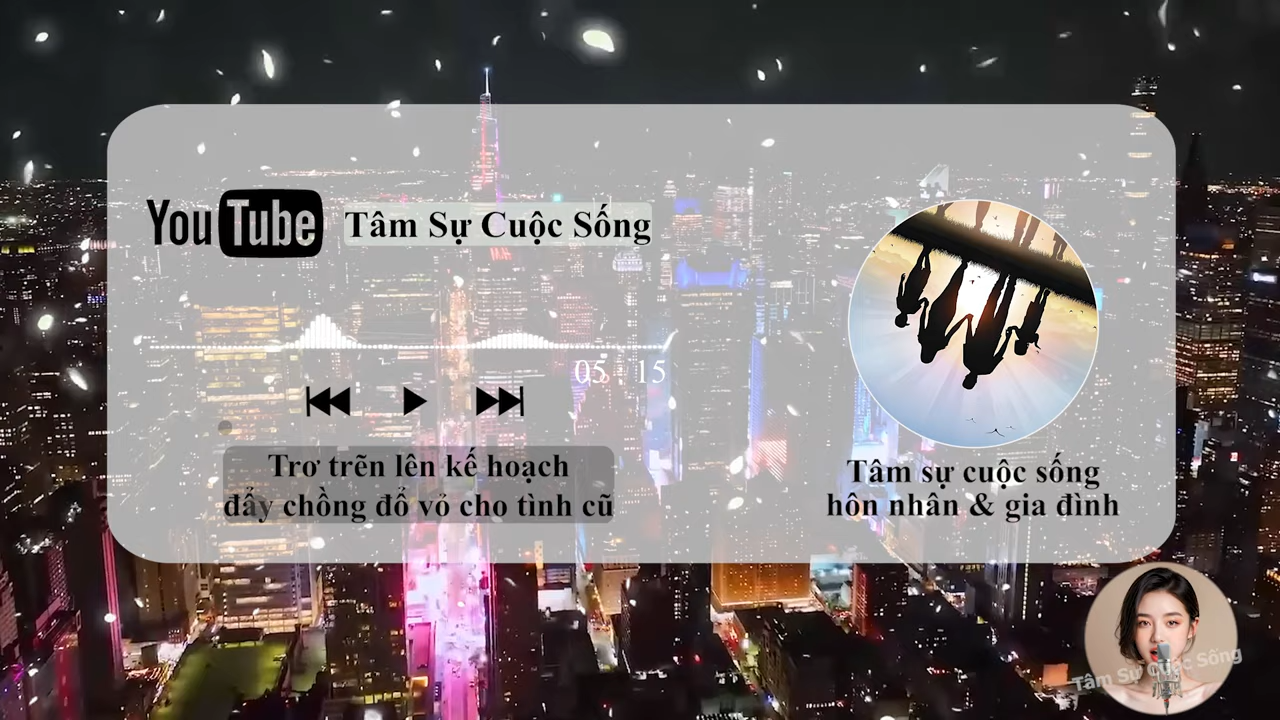 YouTube Tâm Sự Cuộc Sống
05 : 15
Trơ trẽn lên kế hoạch
đẩy chồng đổ vỏ cho tình cũ
Tâm sự cuộc sống
hôn nhân & gia đình
Tâm Sự Cuộc Sống